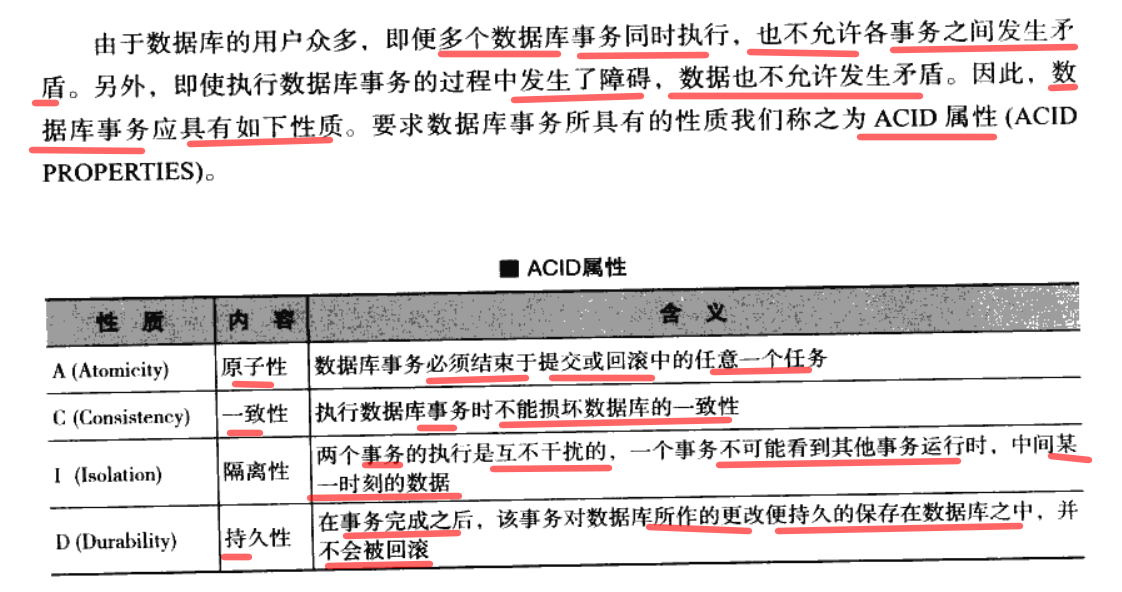 由于数据库的用户众多，即便多个数据库事务同时执行，也不允许各事务之间发生矛
盾。另外，即使执行数据库事务的过程中发生了障碍，数据也不允许发生矛盾。因此，数
据库事务应具有如下性质。要求数据库事务所具有的性质我们称之为 ACID 属性 (ACID
PROPERTIES)。
■ ACID属性
性 质 内 容 含 义
A (Atomicity) 原子性 数据库事务必须结束于提交或回滚中的任意一个任务
C (Consistency) 一致性 执行数据库事务时不能损坏数据库的一致性
I (Isolation) 隔离性 两个事务的执行是互不干扰的，一个事务不可能看到其他事务运行时，中间某
一时刻的数据
D (Durability) 持久性 在事务完成之后，该事务对数据库所作的更改便持久的保存在数据库之中，并
不会被回滚